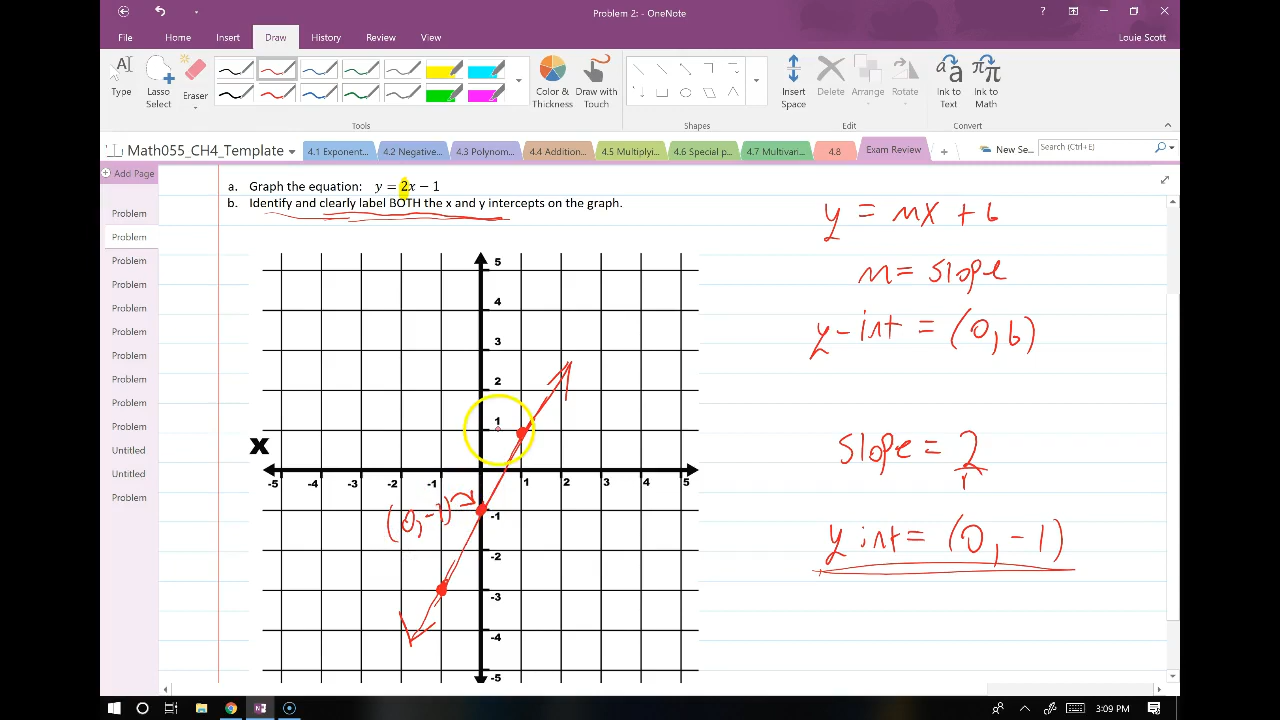 Problem 2: - OneNote
File Home Insert Draw History Review View
Louie Scott
Type
Lasso Select
Eraser
Color & Thickness
Draw with Touch
Insert Space
Delete
Arrange
Rotate
Ink to Text
Ink to Math
Tools
Shapes
Edit
Convert
Math055_CH4_Template
4.1 Exponent...
4.2 Negative...
4.3 Polynom...
4.4 Addition...
4.5 Multiplyi...
4.6 Special p...
4.7 Multivan...
4.8
Exam Review
New Se...
Search (Ctrl+E)
Add Page
Problem
Problem
Problem
Problem
Problem
Problem
Problem
Problem
Problem
Problem
Untitled
Untitled
Problem
a. Graph the equation: y = 2x − 1
b. Identify and clearly label BOTH the x and y intercepts on the graph.
5
4
3
2
1
x
-5 -4 -3 -2 -1 1 2 3 4 5
-1
-2
-3
-4
-5
(0, -1)
y = mx + b
m = slope
y-int = (0, b)
slope = 2/1
y int = (0, -1)
3:09 PM